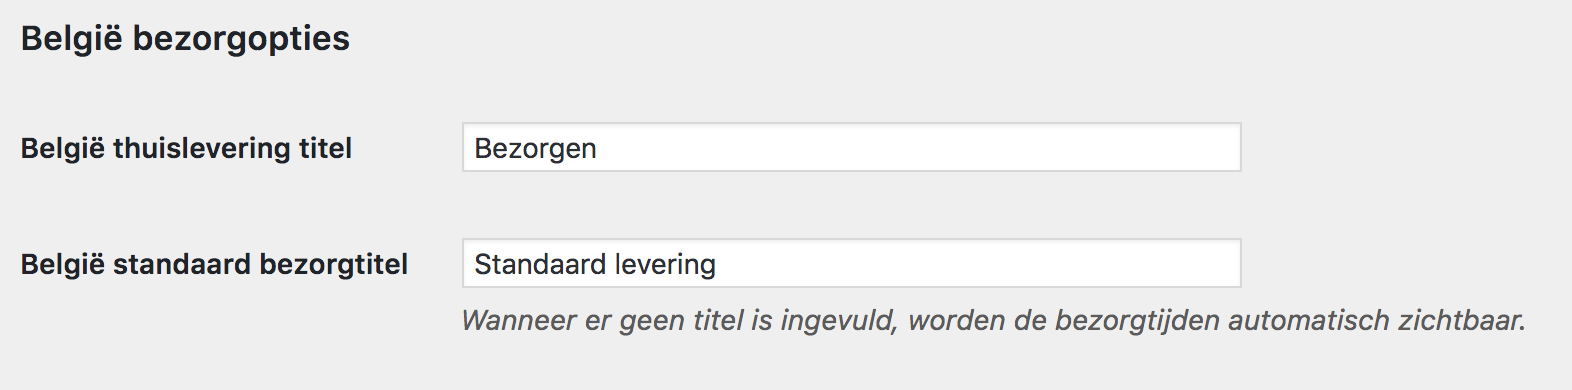 België bezorgopties
België thuislevering titel
Bezorgen
België standaard bezorgtitel
Standaard levering
Wanneer er geen titel is ingevuld, worden de bezorgtijden automatisch zichtbaar.